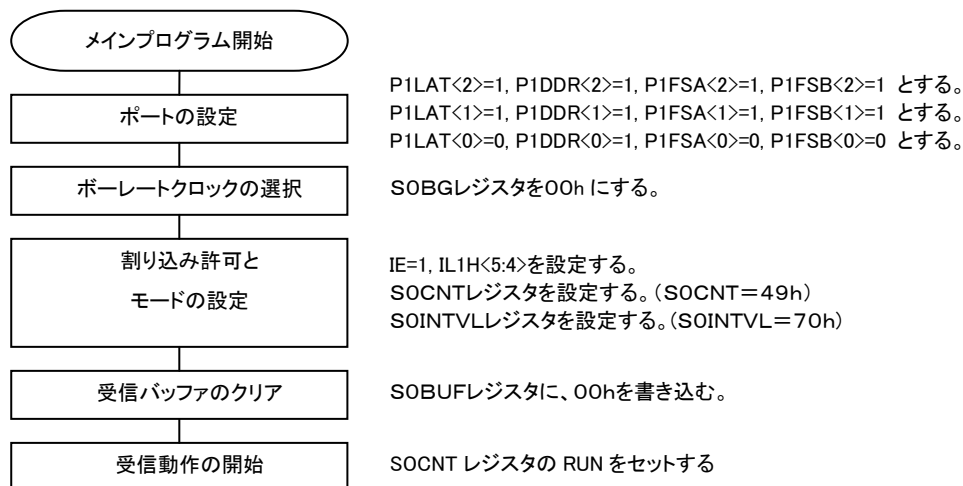 メインプログラム開始
P1LAT<2>=1, P1DDR<2>=1, P1FSA<2>=1, P1FSB<2>=1 とする。
ポートの設定
P1LAT<1>=1, P1DDR<1>=1, P1FSA<1>=1, P1FSB<1>=1 とする。
P1LAT<0>=0, P1DDR<0>=1, P1FSA<0>=0, P1FSB<0>=0 とする。
ボーレートクロックの選択
S0BGレジスタを00h にする。
割り込み許可と
モードの設定
IE=1, IL1H<5:4>を設定する。
S0CNTレジスタを設定する。(S0CNT=49h)
S0INTVLレジスタを設定する。(S0INTVL=70h)
受信バッファのクリア
S0BUFレジスタに、00hを書き込む。
受信動作の開始
S0CNT レジスタの RUN をセットする